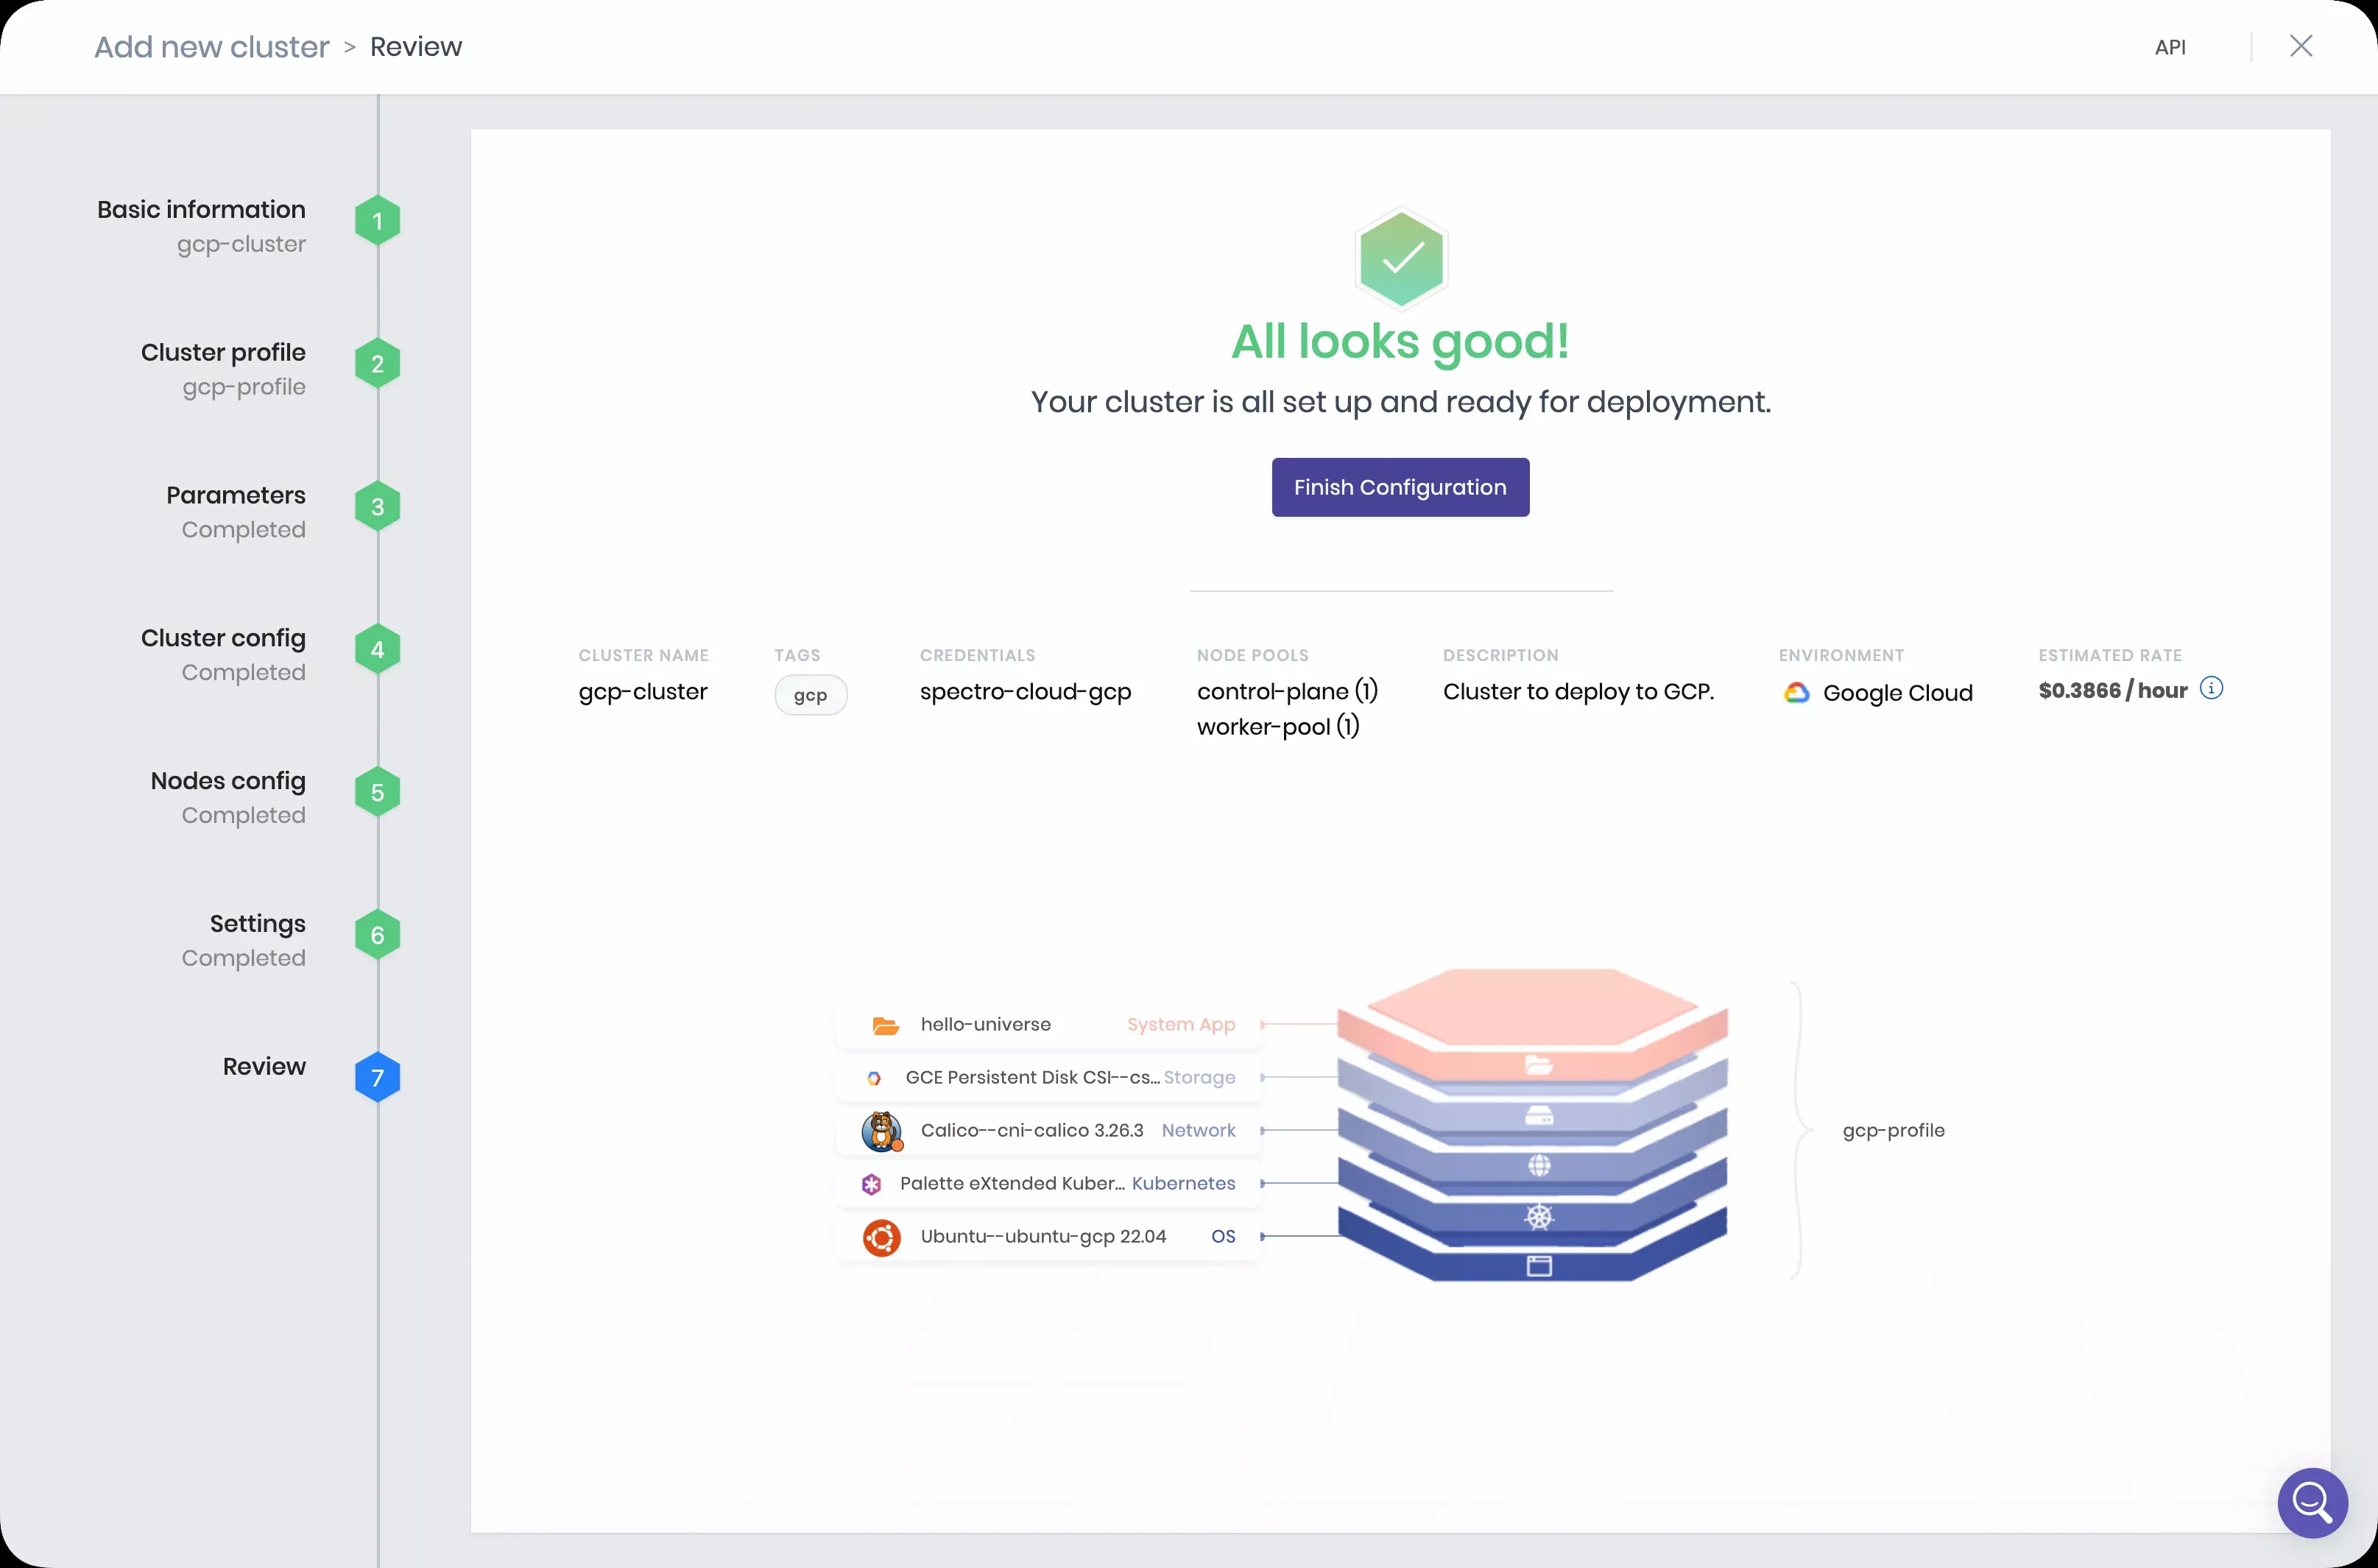 Add new cluster > Review
API
Basic information
gcp-cluster
1
Cluster profile
gcp-profile
2
Parameters
Completed
3
Cluster config
Completed
4
Nodes config
Completed
5
Settings
Completed
6
Review
7
All looks good!
Your cluster is all set up and ready for deployment.
Finish Configuration
CLUSTER NAME
gcp-cluster
TAGS
gcp
CREDENTIALS
spectro-cloud-gcp
NODE POOLS
control-plane (1)
worker-pool (1)
DESCRIPTION
Cluster to deploy to GCP.
ENVIRONMENT
Google Cloud
ESTIMATED RATE
$0.3866 / hour
hello-universe System App
GCE Persistent Disk CSI--cs... Storage
Calico--cni-calico 3.26.3 Network
Palette eXtended Kuber... Kubernetes
Ubuntu--ubuntu-gcp 22.04 OS
gcp-profile